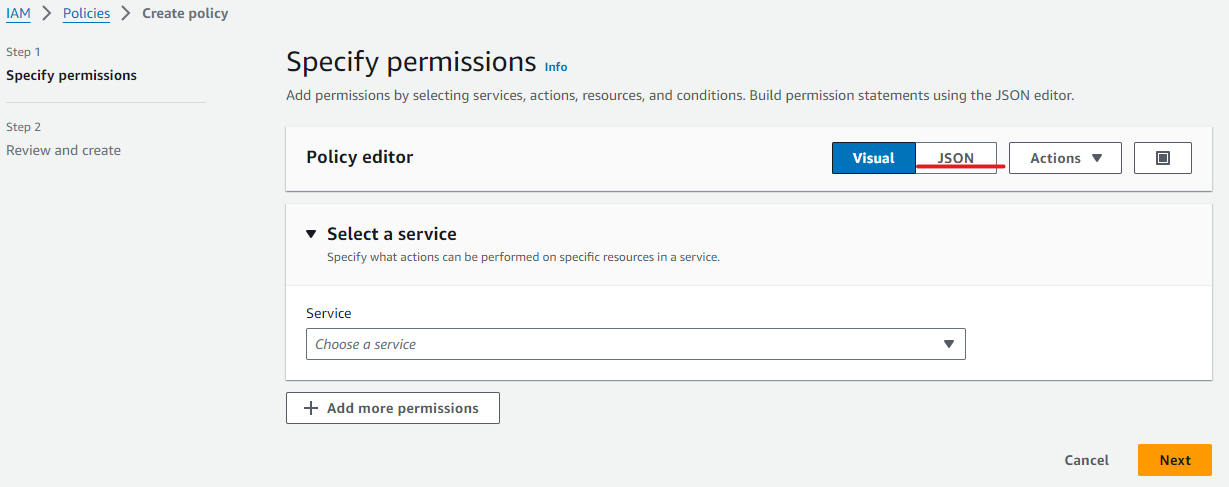 IAM > Policies > Create policy
Step 1
Specify permissions
Step 2
Review and create
Specify permissions Info
Add permissions by selecting services, actions, resources, and conditions. Build permission statements using the JSON editor.
Policy editor
Visual JSON Actions
Select a service
Specify what actions can be performed on specific resources in a service.
Service
Choose a service
+ Add more permissions
Cancel Next